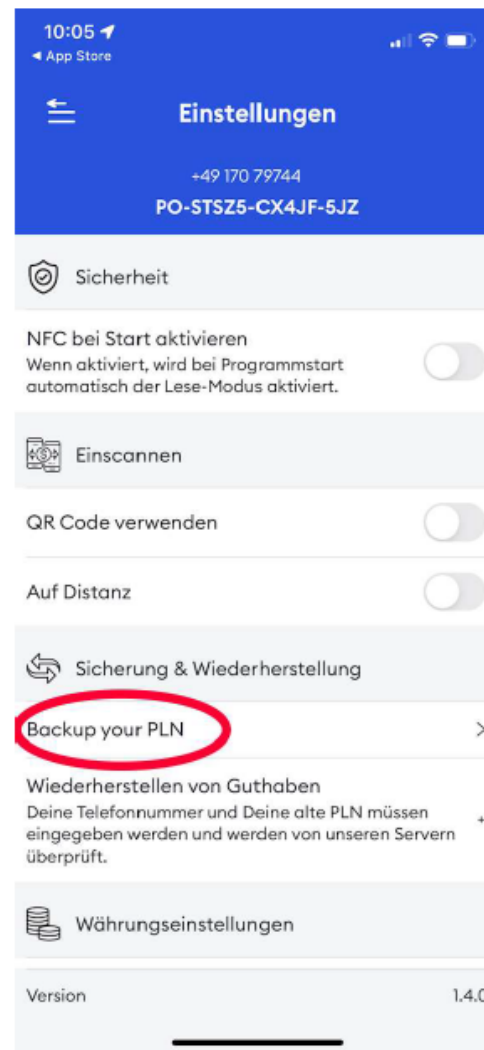 10:05
◀ App Store
Einstellungen
+49 170 79744
PO-STSZ5-CX4JF-5JZ
Sicherheit
NFC bei Start aktivieren
Wenn aktiviert, wird bei Programmstart
automatisch der Lese-Modus aktiviert.
Einscannen
QR Code verwenden
Auf Distanz
Sicherung & Wiederherstellung
Backup your PLN
Wiederherstellen von Guthaben
Deine Telefonnummer und Deine alte PLN müssen
eingegeben werden und werden von unseren Servern
überprüft.
Währungseinstellungen
Version 1.4.0